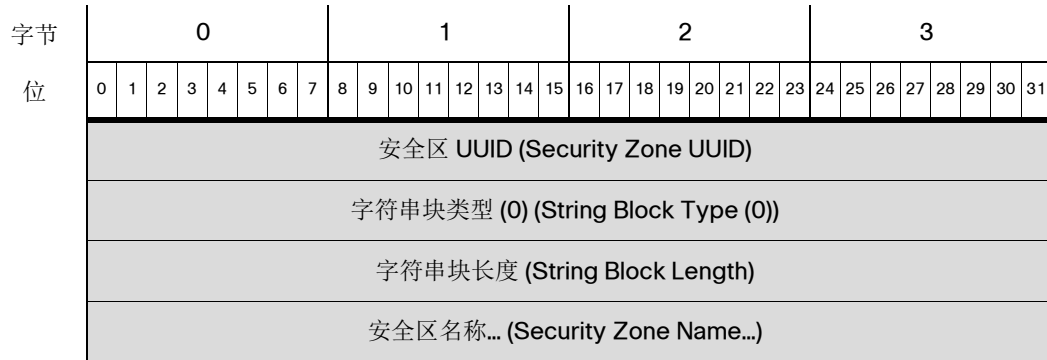 字节 0 1 2 3
位 0 1 2 3 4 5 6 7 8 9 10 11 12 13 14 15 16 17 18 19 20 21 22 23 24 25 26 27 28 29 30 31
安全区 UUID (Security Zone UUID)
字符串块类型 (0) (String Block Type (0))
字符串块长度 (String Block Length)
安全区名称... (Security Zone Name...)